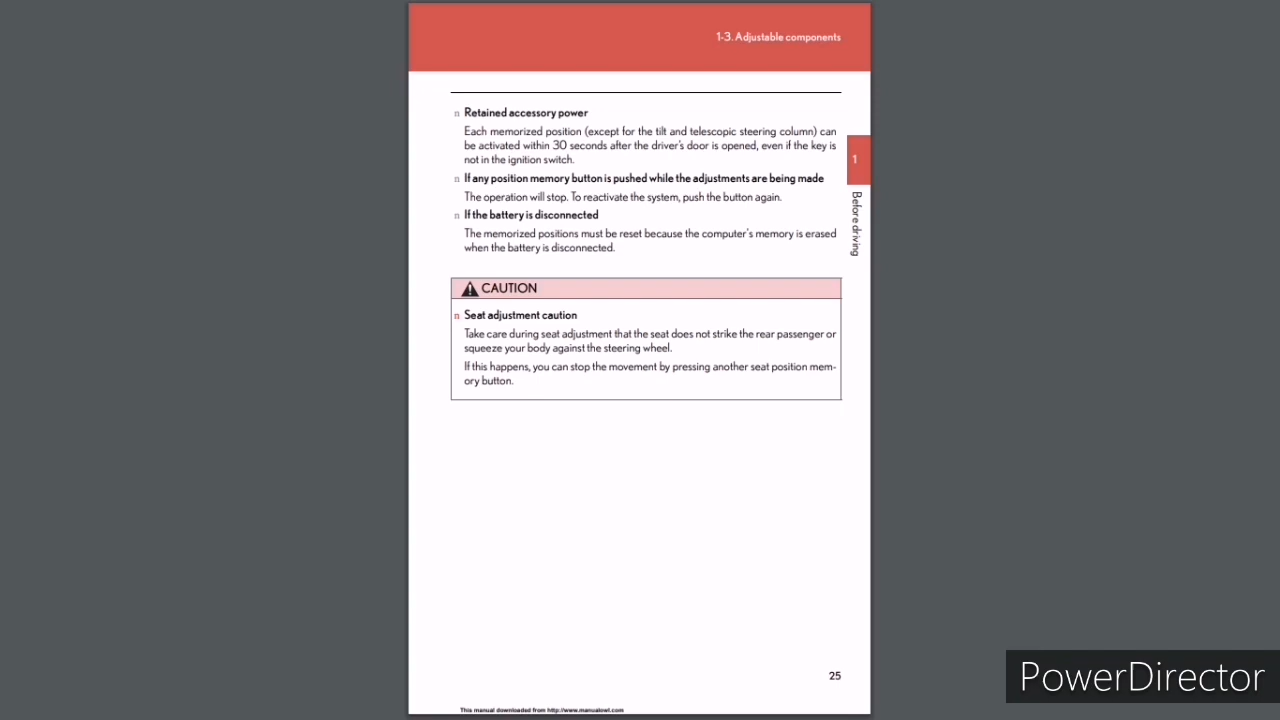 1-3. Adjustable components
n Retained accessory power
Each memorized position (except for the tilt and telescopic steering column) can
be activated within 30 seconds after the driver's door is opened, even if the key is
not in the ignition switch.
n If any position memory button is pushed while the adjustments are being made
The operation will stop. To reactivate the system, push the button again.
n If the battery is disconnected
The memorized positions must be reset because the computer's memory is erased
when the battery is disconnected.
1
Before driving
CAUTION
n Seat adjustment caution
Take care during seat adjustment that the seat does not strike the rear passenger or
squeeze your body against the steering wheel.
If this happens, you can stop the movement by pressing another seat position mem-
ory button.
25
This manual downloaded from http://www.manualowl.com
PowerDirector